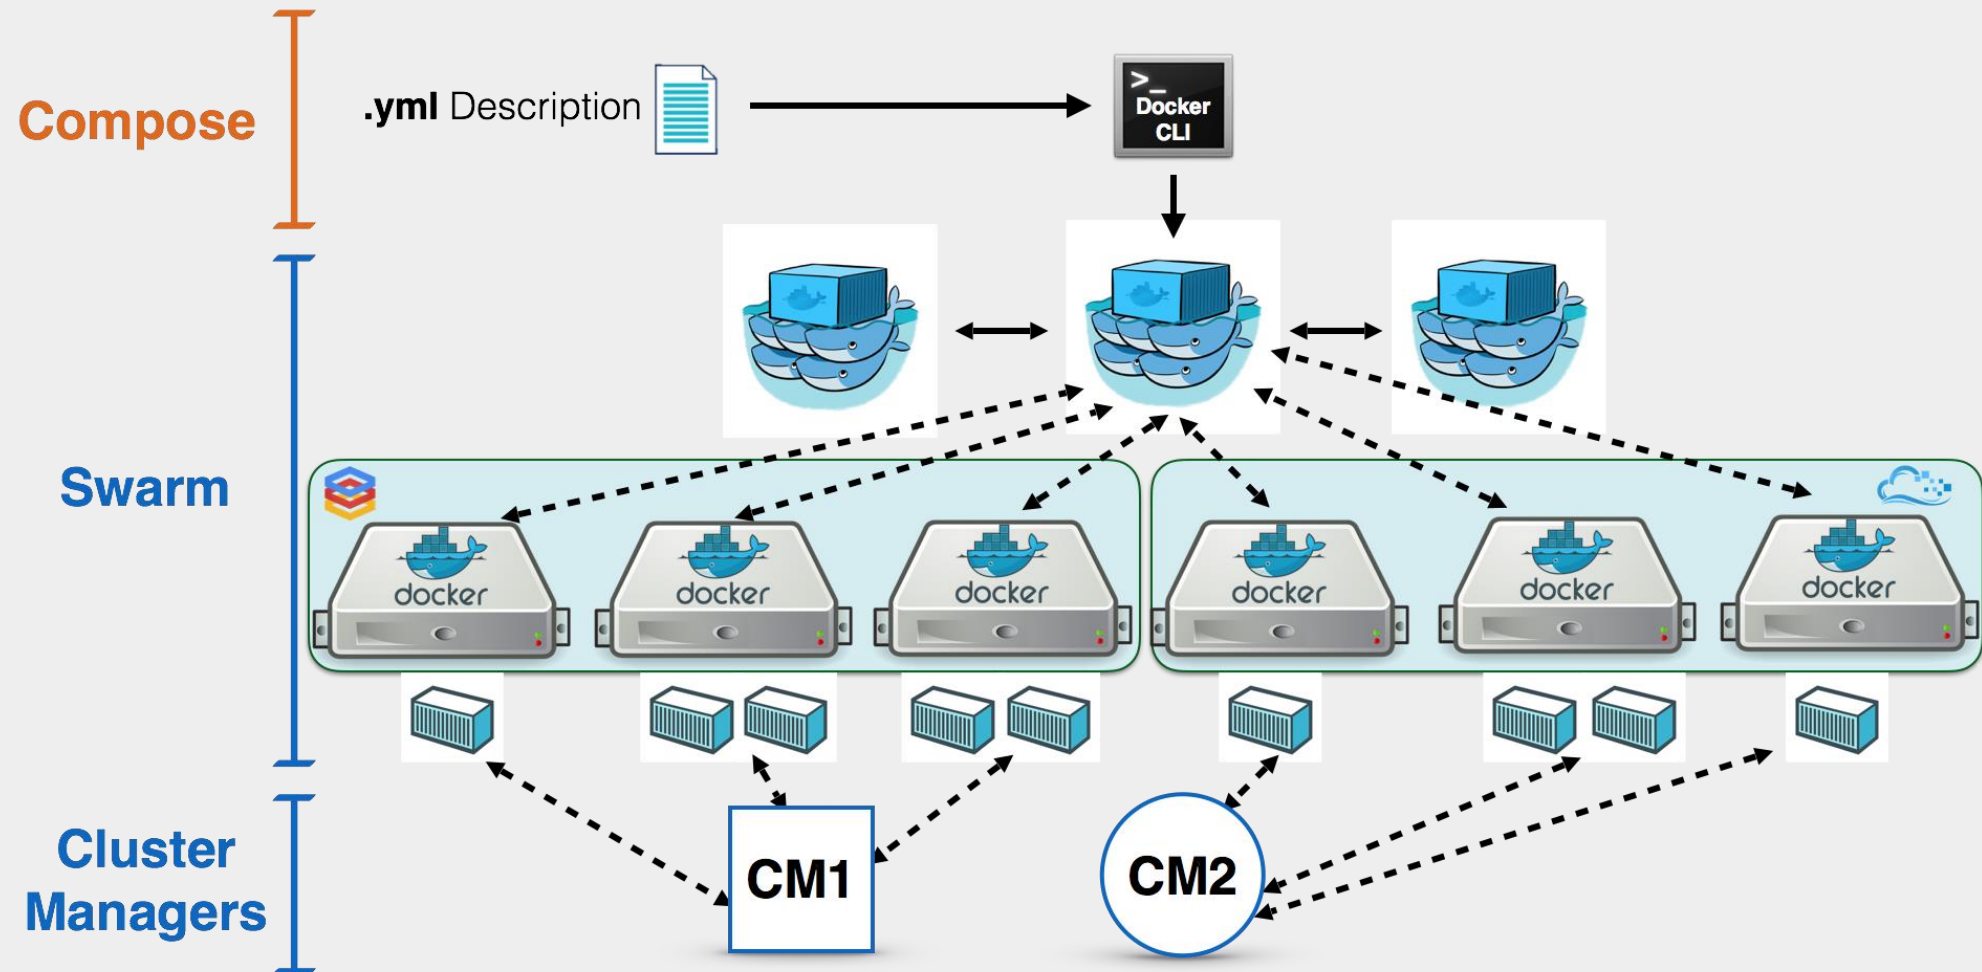 Compose
.yml Description
>_
Docker
CLI
Swarm
docker
docker
docker
docker
docker
docker
Cluster
Managers
CM1
CM2